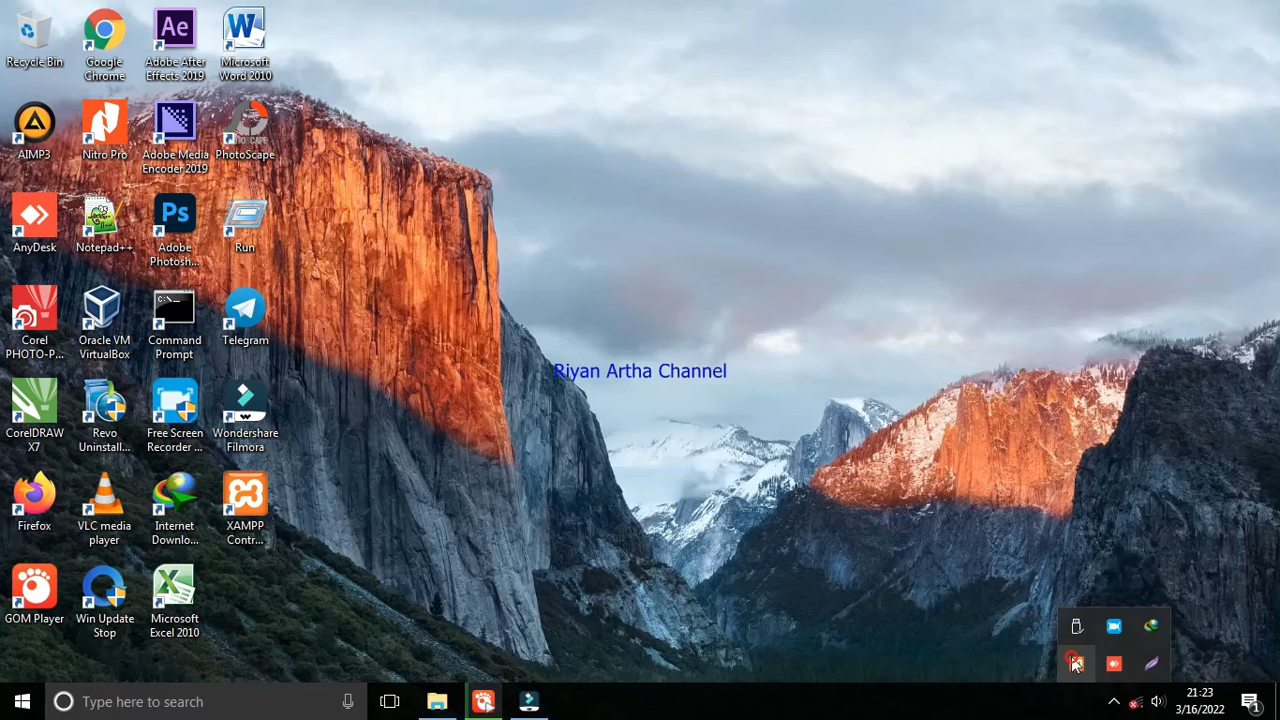 Recycle Bin
Google
Chrome
Ae
Adobe After
Effects 2019
W
Microsoft
Word 2010
AIMP3
Nitro Pro
Adobe Media
Encoder 2019
PhotoScape
AnyDesk
Notepad++
Ps
Adobe
Photosh...
Run
Corel
PHOTO-P...
Oracle VM
VirtualBox
C:\_
Command
Prompt
Telegram
Riyan Artha Channel
CorelDRAW
X7
Revo
Uninstall...
Free Screen
Recorder ...
Wondershare
Filmora
Firefox
VLC media
player
Internet
Downlo...
XAMPP
Contr...
GOM Player
Win Update
Stop
Microsoft
Excel 2010
Type here to search
21:23
3/16/2022
1